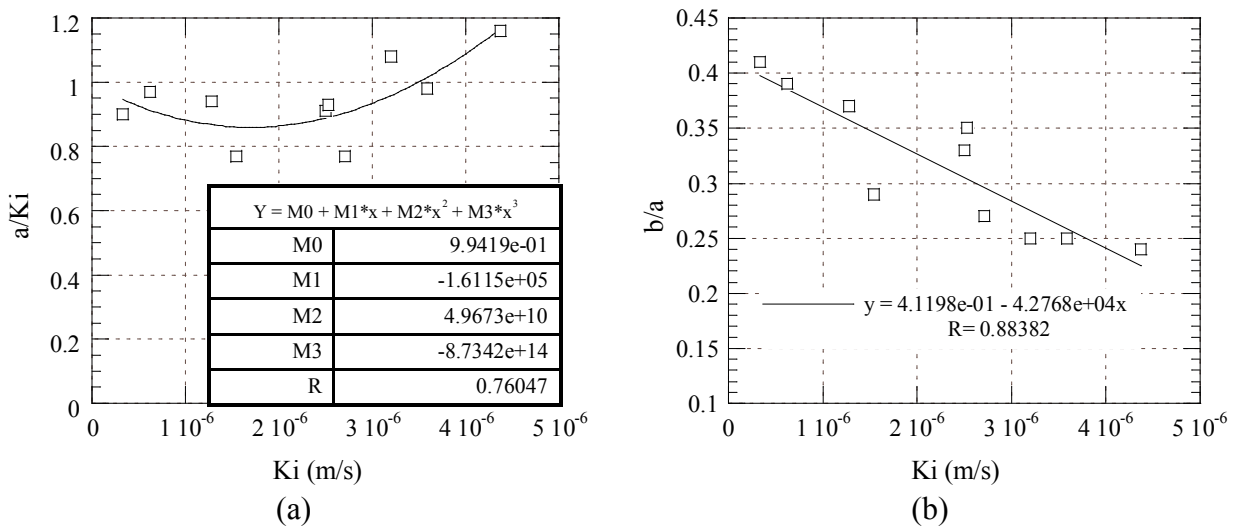 1.2
1
0.8
0.6
0.4
0.2
0
a/Ki
Y = M0 + M1*x + M2*x² + M3*x³
M0 9.9419e-01
M1 -1.6115e+05
M2 4.9673e+10
M3 -8.7342e+14
R 0.76047
0 1 10⁻⁶ 2 10⁻⁶ 3 10⁻⁶ 4 10⁻⁶ 5 10⁻⁶
Ki (m/s)
(a)
0.45
0.4
0.35
0.3
0.25
0.2
0.15
0.1
b/a
y = 4.1198e-01 - 4.2768e+04x
R= 0.88382
0 1 10⁻⁶ 2 10⁻⁶ 3 10⁻⁶ 4 10⁻⁶ 5 10⁻⁶
Ki (m/s)
(b)